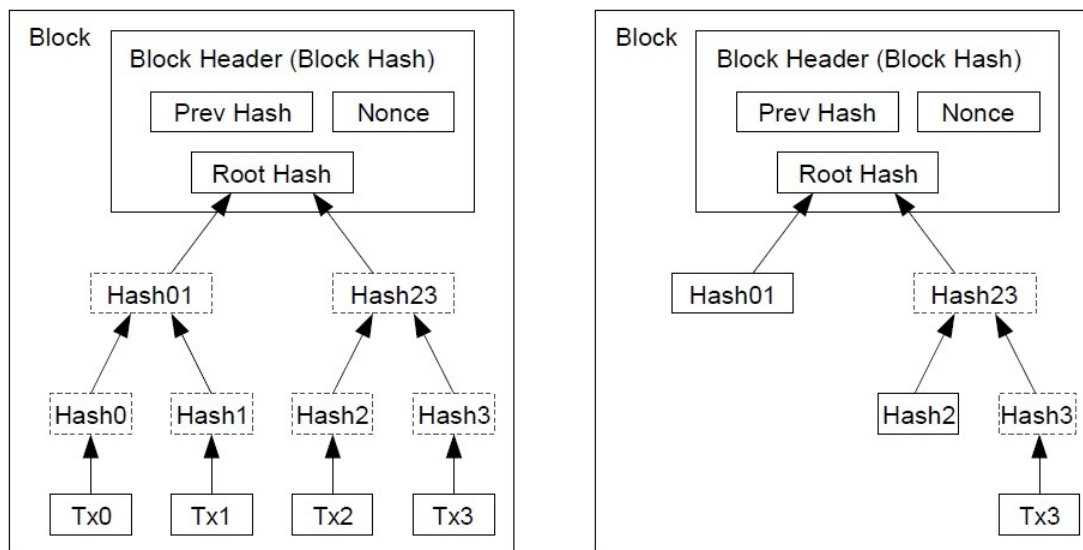 Block
Block Header (Block Hash)
Prev Hash
Nonce
Root Hash
Hash01
Hash23
Hash0
Hash1
Hash2
Hash3
Tx0
Tx1
Tx2
Tx3
Block
Block Header (Block Hash)
Prev Hash
Nonce
Root Hash
Hash01
Hash23
Hash2
Hash3
Tx3